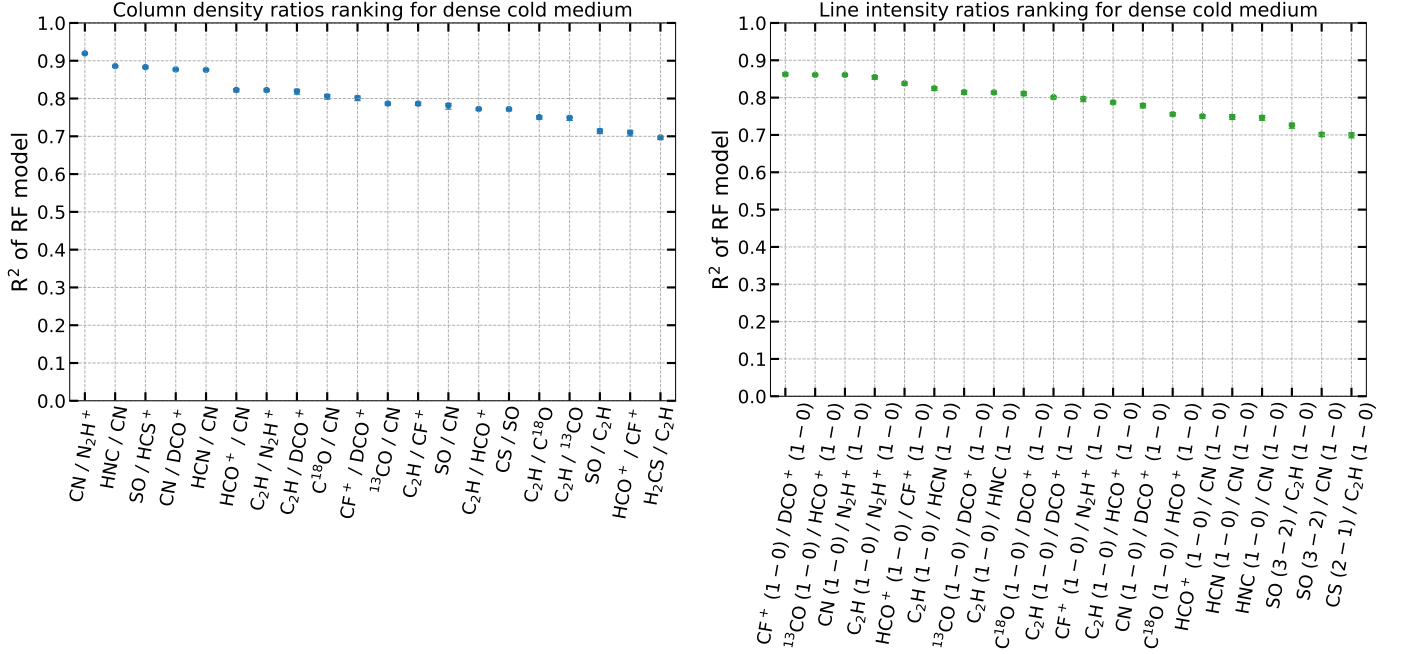 Column density ratios ranking for dense cold medium
R² of RF model
1.0
0.9
0.8
0.7
0.6
0.5
0.4
0.3
0.2
0.1
0.0
CN / N₂H⁺
HNC / CN
SO / HCS⁺
CN / DCO⁺
HCN / CN
HCO⁺ / CN
C₂H / N₂H⁺
C₂H / DCO⁺
C¹⁸O / CN
CF⁺ / DCO⁺
¹³CO / CN
C₂H / CF⁺
SO / CN
C₂H / HCO⁺
CS / SO
C₂H / C¹⁸O
C₂H / ¹³CO
SO / C₂H
HCO⁺ / CF⁺
H₂CS / C₂H
Line intensity ratios ranking for dense cold medium
R² of RF model
1.0
0.9
0.8
0.7
0.6
0.5
0.4
0.3
0.2
0.1
0.0
CF⁺ (1 − 0) / DCO⁺ (1 − 0)
¹³CO (1 − 0) / HCO⁺ (1 − 0)
CN (1 − 0) / N₂H⁺ (1 − 0)
C₂H (1 − 0) / N₂H⁺ (1 − 0)
HCO⁺ (1 − 0) / CF⁺ (1 − 0)
C₂H (1 − 0) / HCN (1 − 0)
¹³CO (1 − 0) / DCO⁺ (1 − 0)
C₂H (1 − 0) / HNC (1 − 0)
C¹⁸O (1 − 0) / DCO⁺ (1 − 0)
C₂H (1 − 0) / DCO⁺ (1 − 0)
CF⁺ (1 − 0) / N₂H⁺ (1 − 0)
C₂H (1 − 0) / HCO⁺ (1 − 0)
CN (1 − 0) / DCO⁺ (1 − 0)
C¹⁸O (1 − 0) / HCO⁺ (1 − 0)
HCO⁺ (1 − 0) / CN (1 − 0)
HCN (1 − 0) / CN (1 − 0)
HNC (1 − 0) / CN (1 − 0)
SO (3 − 2) / C₂H (1 − 0)
SO (3 − 2) / CN (1 − 0)
CS (2 − 1) / C₂H (1 − 0)